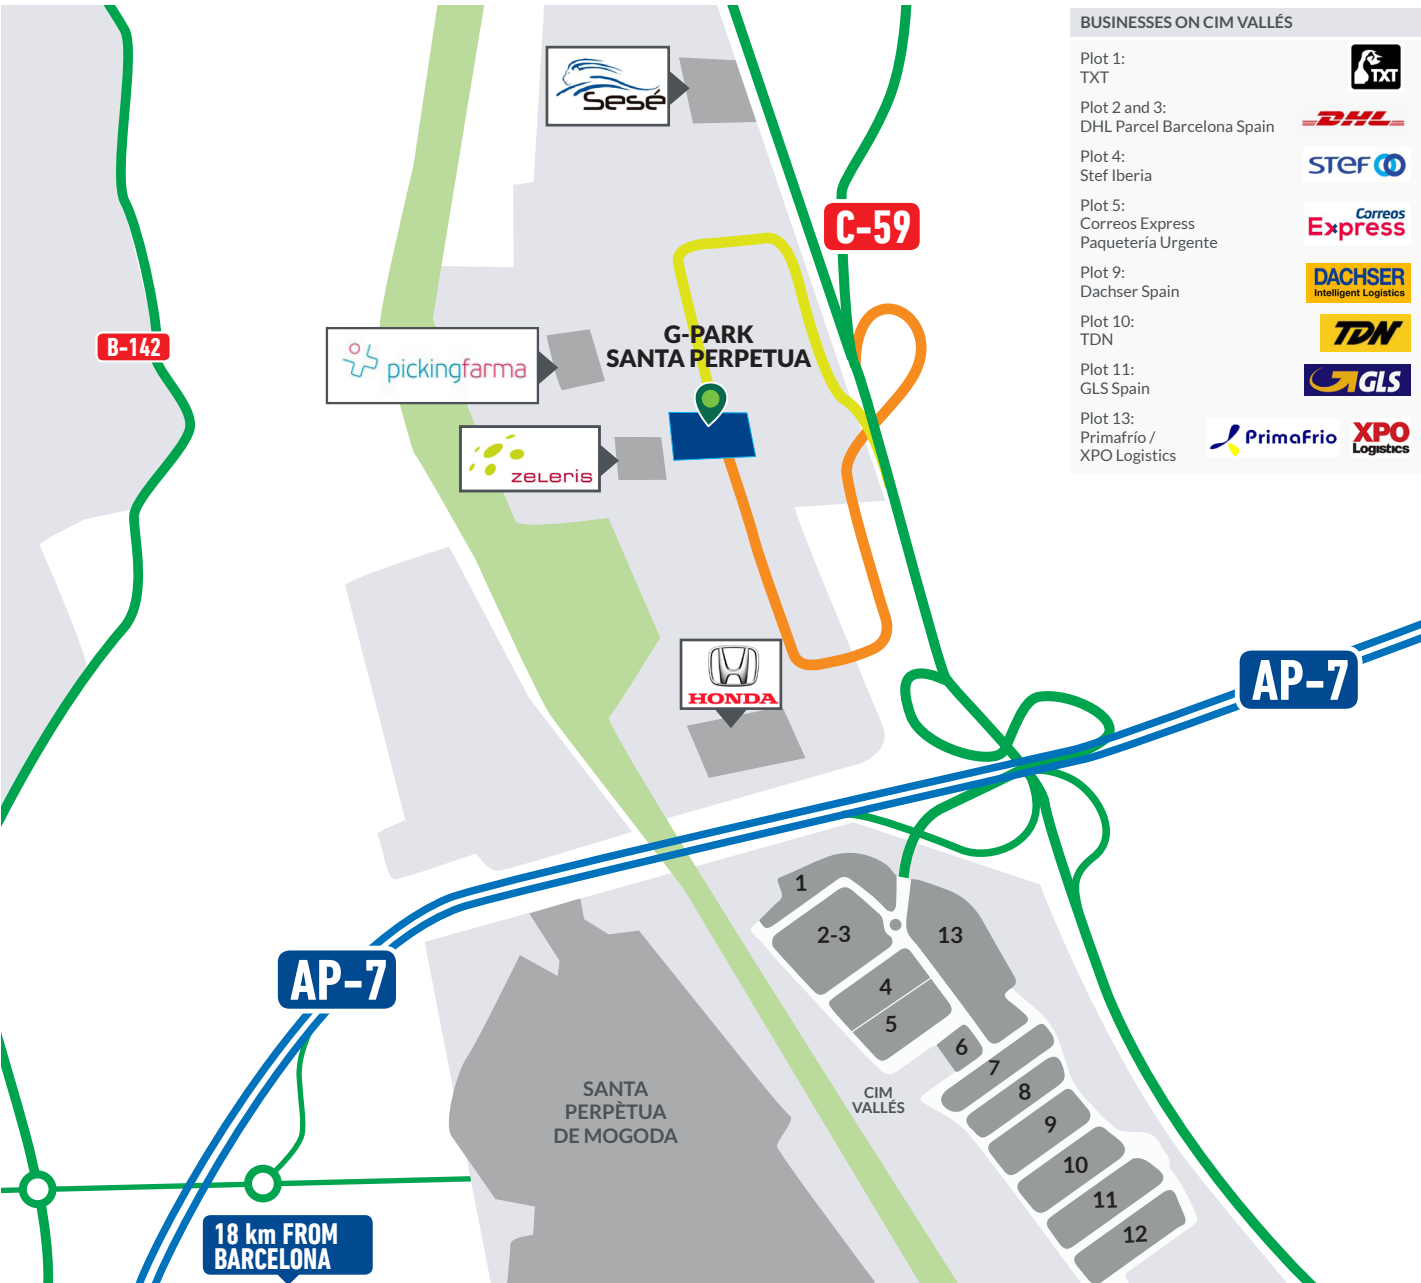 BUSINESSES ON CIM VALLÉS
Plot 1:
TXT
TXT
Plot 2 and 3:
DHL Parcel Barcelona Spain
DHL
Plot 4:
Stef Iberia
STEF
Plot 5:
Correos Express
Paquetería Urgente
Correos
Express
Plot 9:
Dachser Spain
DACHSER
Intelligent Logistics
Plot 10:
TDN
TDN
Plot 11:
GLS Spain
GLS
Plot 13:
Primafrío /
XPO Logistics
PrimaFrio
XPO
Logistics
Sesé
C-59
B-142
pickingfarma
G-PARK
SANTA PERPETUA
zeleris
HONDA
AP-7
1
2-3
13
4
5
6
7
8
9
10
11
12
CIM
VALLÉS
AP-7
SANTA
PERPÈTUA
DE MOGODA
18 km FROM
BARCELONA